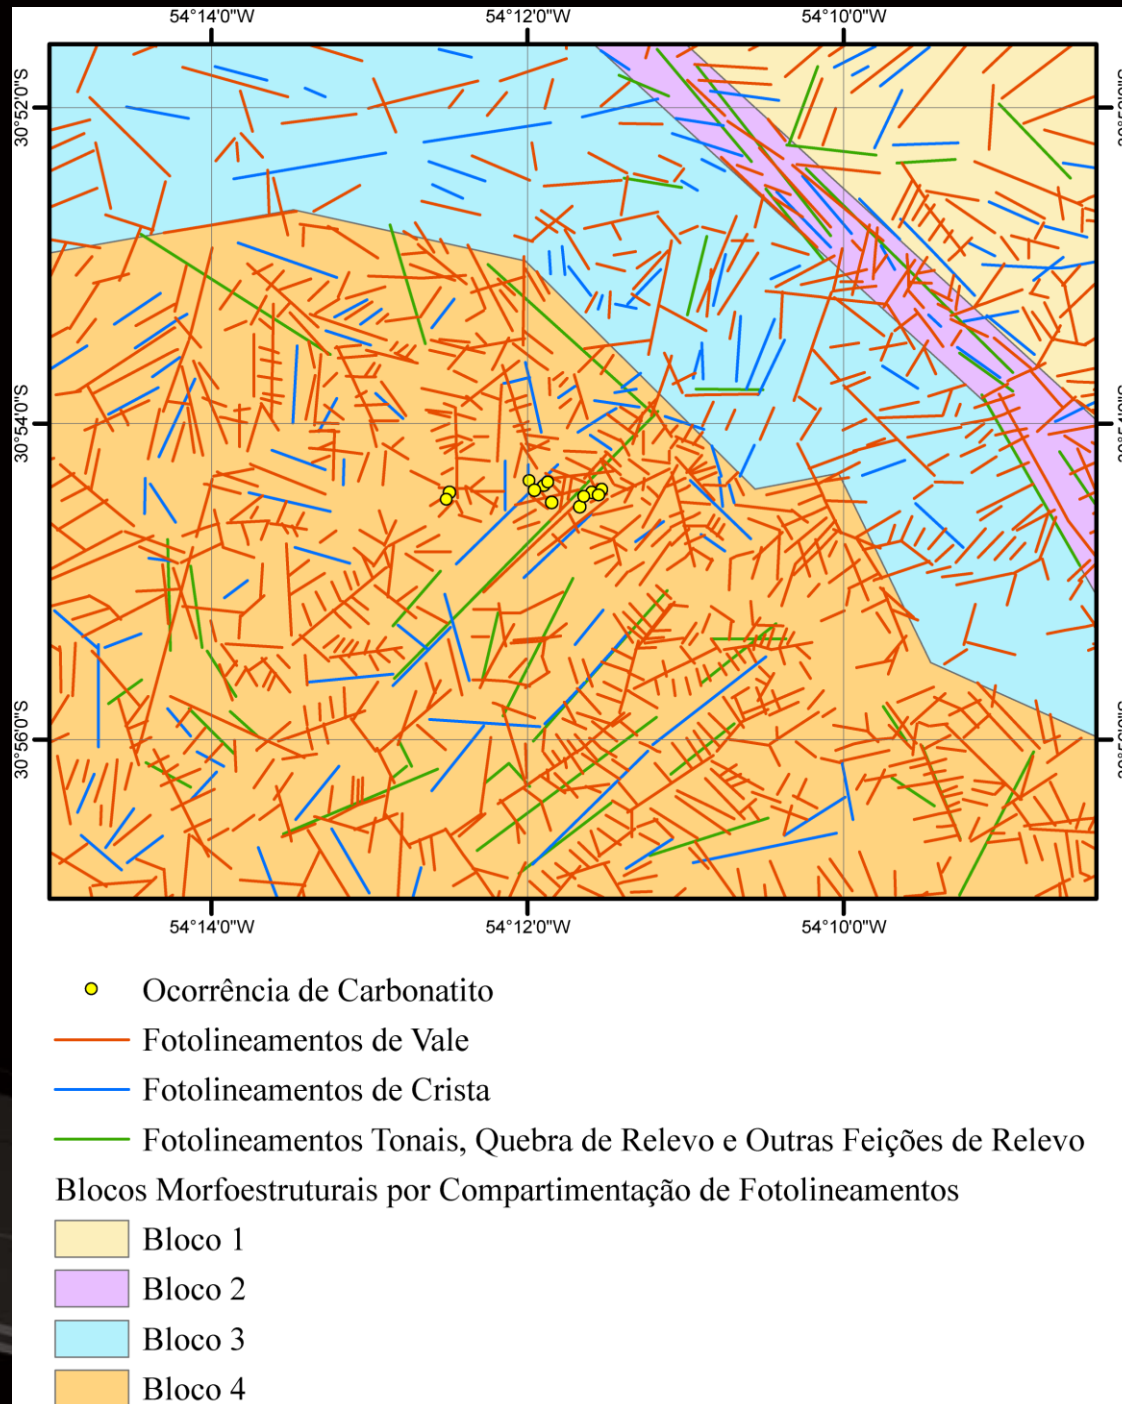 54°14'0"W 54°12'0"W 54°10'0"W
30°52'0"S
30°54'0"S
30°56'0"S
54°14'0"W 54°12'0"W 54°10'0"W
Ocorrência de Carbonatito
Fotolineamentos de Vale
Fotolineamentos de Crista
Fotolineamentos Tonais, Quebra de Relevo e Outras Feições de Relevo
Blocos Morfoestruturais por Compartimentação de Fotolineamentos
Bloco 1
Bloco 2
Bloco 3
Bloco 4